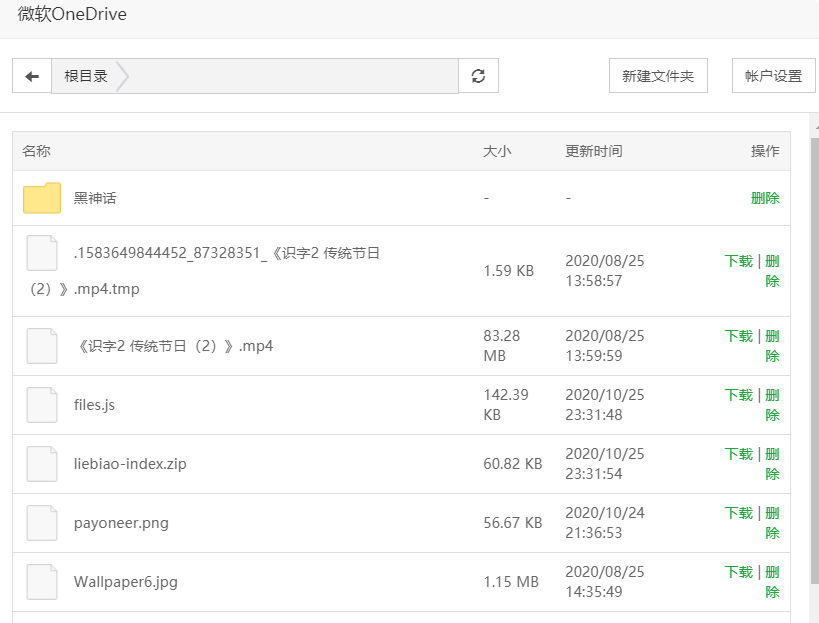 微软OneDrive
根目录
新建文件夹
帐户设置
名称 大小 更新时间 操作
黑神话 - - 删除
.1583649844452_87328351_《识字2 传统节日
（2）》.mp4.tmp
1.59 KB
2020/08/25
13:58:57
下载 | 删
除
《识字2 传统节日（2）》.mp4
83.28
MB
2020/08/25
13:59:59
下载 | 删
除
files.js
142.39
KB
2020/10/25
23:31:48
下载 | 删
除
liebiao-index.zip
60.82 KB
2020/10/25
23:31:54
下载 | 删
除
payoneer.png
56.67 KB
2020/10/24
21:36:53
下载 | 删
除
Wallpaper6.jpg
1.15 MB
2020/08/25
14:35:49
下载 | 删
除